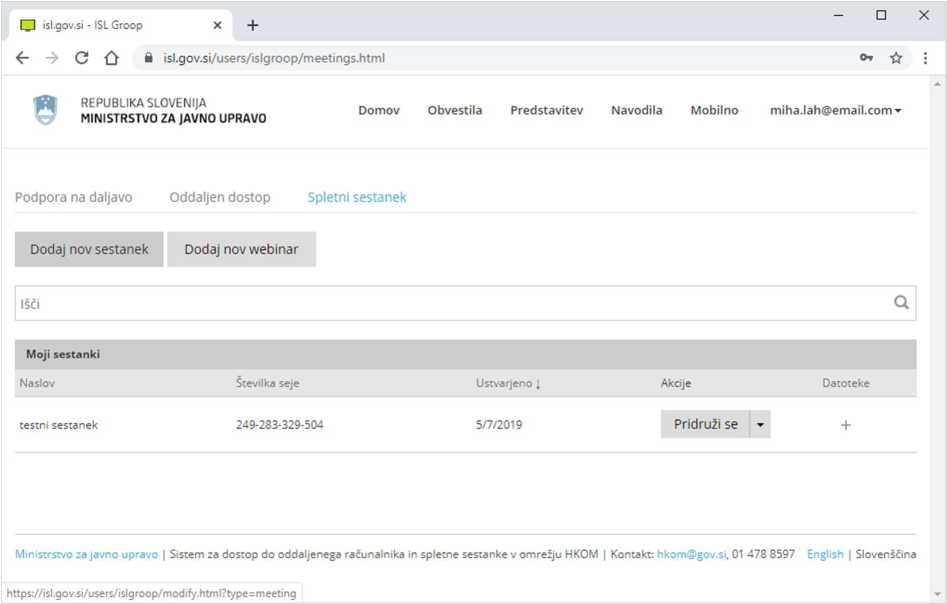 isl.gov.si - ISL Groop
isl.gov.si/users/islgroop/meetings.html
REPUBLIKA SLOVENIJA
MINISTRSTVO ZA JAVNO UPRAVO
Domov Obvestila Predstavitev Navodila Mobilno miha.lah@email.com
Podpora na daljavo Oddaljen dostop Spletni sestanek
Dodaj nov sestanek Dodaj nov webinar
Išči
Moji sestanki
Naslov Številka seje Ustvarjeno ↓ Akcije Datoteke
testni sestanek 249-283-329-504 5/7/2019 Pridruži se +
Ministrstvo za javno upravo | Sistem za dostop do oddaljenega računalnika in spletne sestanke v omrežju HKOM | Kontakt: hkom@gov.si, 01 478 8597 English | Slovenščina
https://isl.gov.si/users/islgroop/modify.html?type=meeting